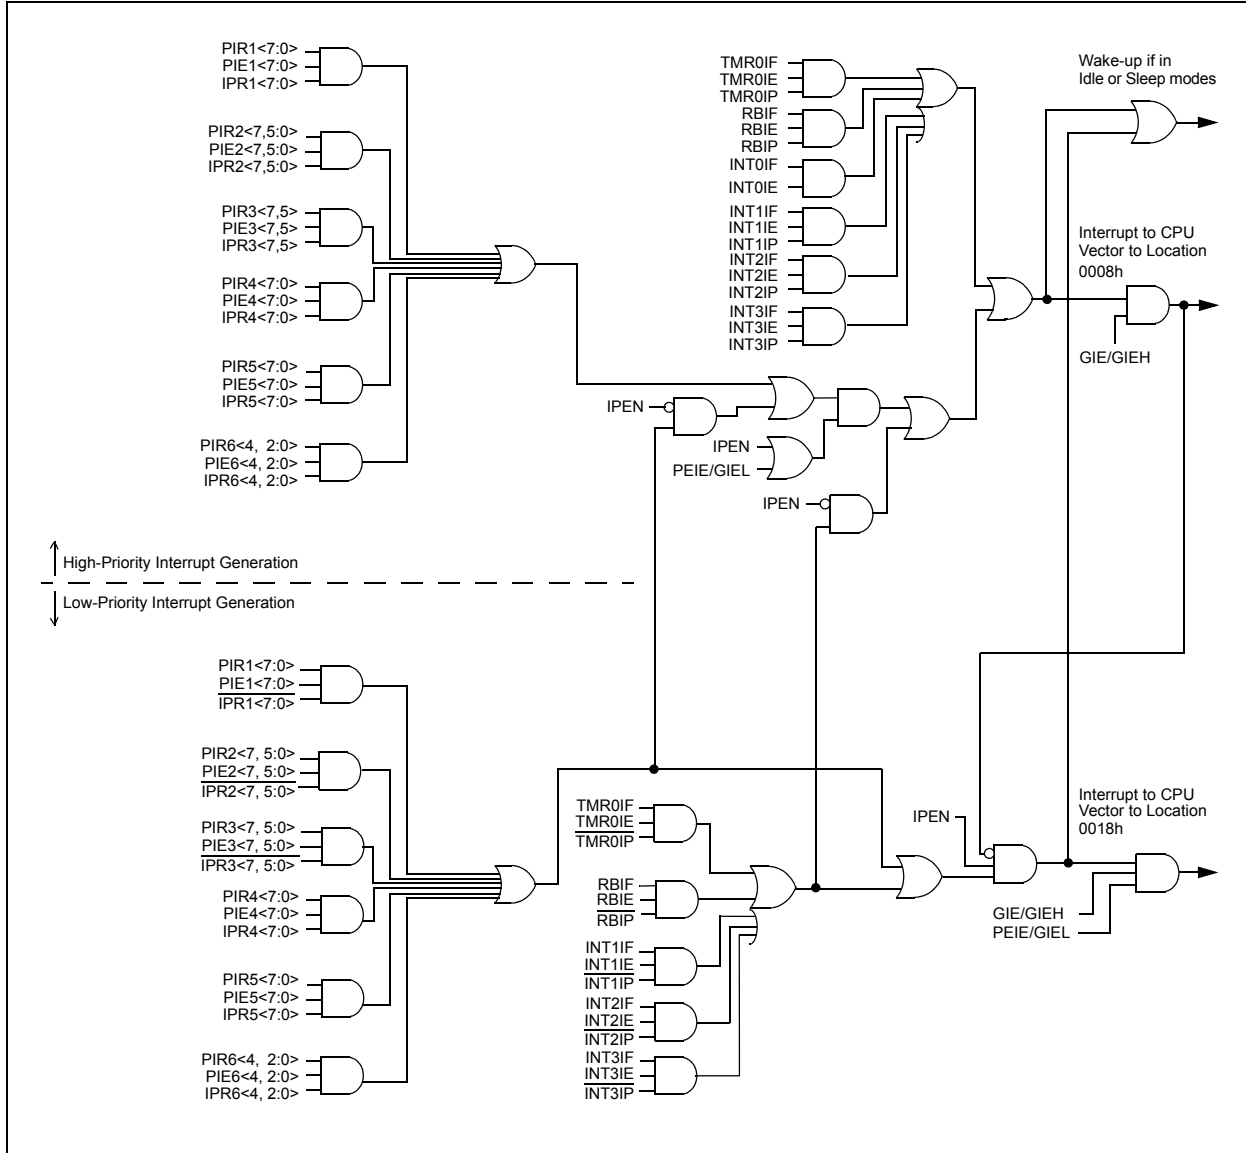 PIR1<7:0>
PIE1<7:0>
IPR1<7:0>
PIR2<7,5:0>
PIE2<7,5:0>
IPR2<7,5:0>
PIR3<7,5>
PIE3<7,5>
IPR3<7,5>
PIR4<7:0>
PIE4<7:0>
IPR4<7:0>
PIR5<7:0>
PIE5<7:0>
IPR5<7:0>
PIR6<4, 2:0>
PIE6<4, 2:0>
IPR6<4, 2:0>
TMR0IF
TMR0IE
TMR0IP
RBIF
RBIE
RBIP
INT0IF
INT0IE
INT1IF
INT1IE
INT1IP
INT2IF
INT2IE
INT2IP
INT3IF
INT3IE
INT3IP
Wake-up if in
Idle or Sleep modes
Interrupt to CPU
Vector to Location
0008h
GIE/GIEH
IPEN
IPEN
PEIE/GIEL
IPEN
High-Priority Interrupt Generation
Low-Priority Interrupt Generation
PIR1<7:0>
PIE1<7:0>
IPR1<7:0>
PIR2<7, 5:0>
PIE2<7, 5:0>
IPR2<7, 5:0>
PIR3<7, 5:0>
PIE3<7, 5:0>
IPR3<7, 5:0>
PIR4<7:0>
PIE4<7:0>
IPR4<7:0>
PIR5<7:0>
PIE5<7:0>
IPR5<7:0>
PIR6<4, 2:0>
PIE6<4, 2:0>
IPR6<4, 2:0>
TMR0IF
TMR0IE
TMR0IP
RBIF
RBIE
RBIP
INT1IF
INT1IE
INT1IP
INT2IF
INT2IE
INT2IP
INT3IF
INT3IE
INT3IP
IPEN
Interrupt to CPU
Vector to Location
0018h
GIE/GIEH
PEIE/GIEL